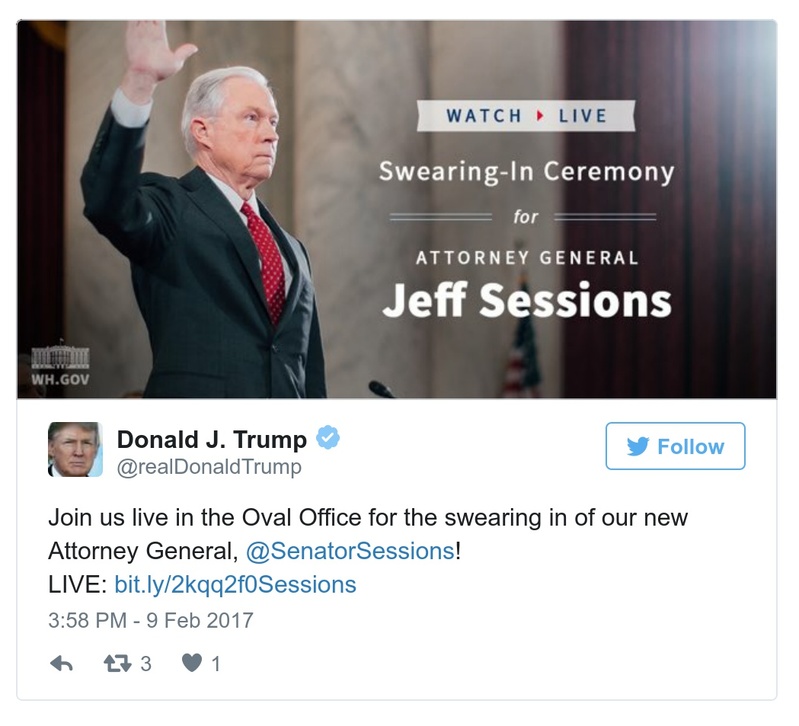 WATCH LIVE
Swearing-In Ceremony
for
ATTORNEY GENERAL
Jeff Sessions
WH.GOV
Donald J. Trump
@realDonaldTrump
Follow
Join us live in the Oval Office for the swearing in of our new
Attorney General, @SenatorSessions!
LIVE: bit.ly/2kqq2f0Sessions
3:58 PM - 9 Feb 2017
3 1